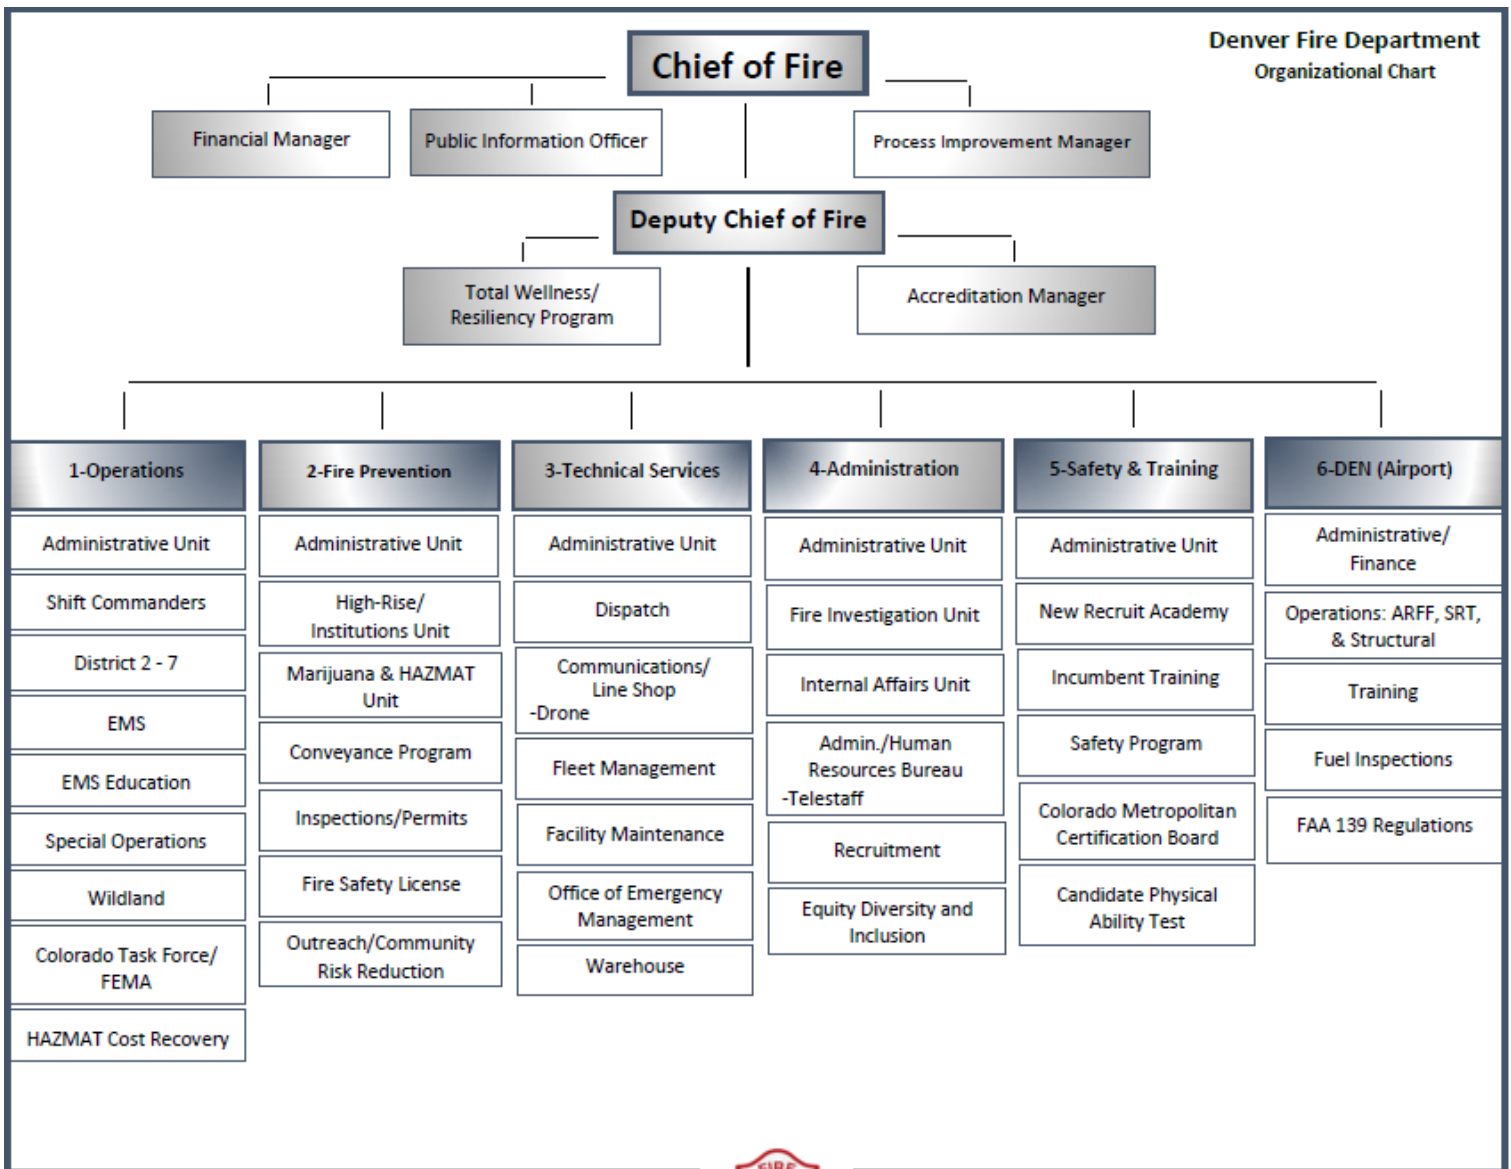 Denver Fire Department
Organizational Chart
Chief of Fire
Financial Manager
Public Information Officer
Process Improvement Manager
Deputy Chief of Fire
Total Wellness/
Resiliency Program
Accreditation Manager
1-Operations
Administrative Unit
Shift Commanders
District 2 - 7
EMS
EMS Education
Special Operations
Wildland
Colorado Task Force/
FEMA
HAZMAT Cost Recovery
2-Fire Prevention
Administrative Unit
High-Rise/
Institutions Unit
Marijuana & HAZMAT
Unit
Conveyance Program
Inspections/Permits
Fire Safety License
Outreach/Community
Risk Reduction
3-Technical Services
Administrative Unit
Dispatch
Communications/
Line Shop
-Drone
Fleet Management
Facility Maintenance
Office of Emergency
Management
Warehouse
4-Administration
Administrative Unit
Fire Investigation Unit
Internal Affairs Unit
Admin./Human
Resources Bureau
-Telestaff
Recruitment
Equity Diversity and
Inclusion
5-Safety & Training
Administrative Unit
New Recruit Academy
Incumbent Training
Safety Program
Colorado Metropolitan
Certification Board
Candidate Physical
Ability Test
6-DEN (Airport)
Administrative/
Finance
Operations: ARFF, SRT,
& Structural
Training
Fuel Inspections
FAA 139 Regulations
FIRE